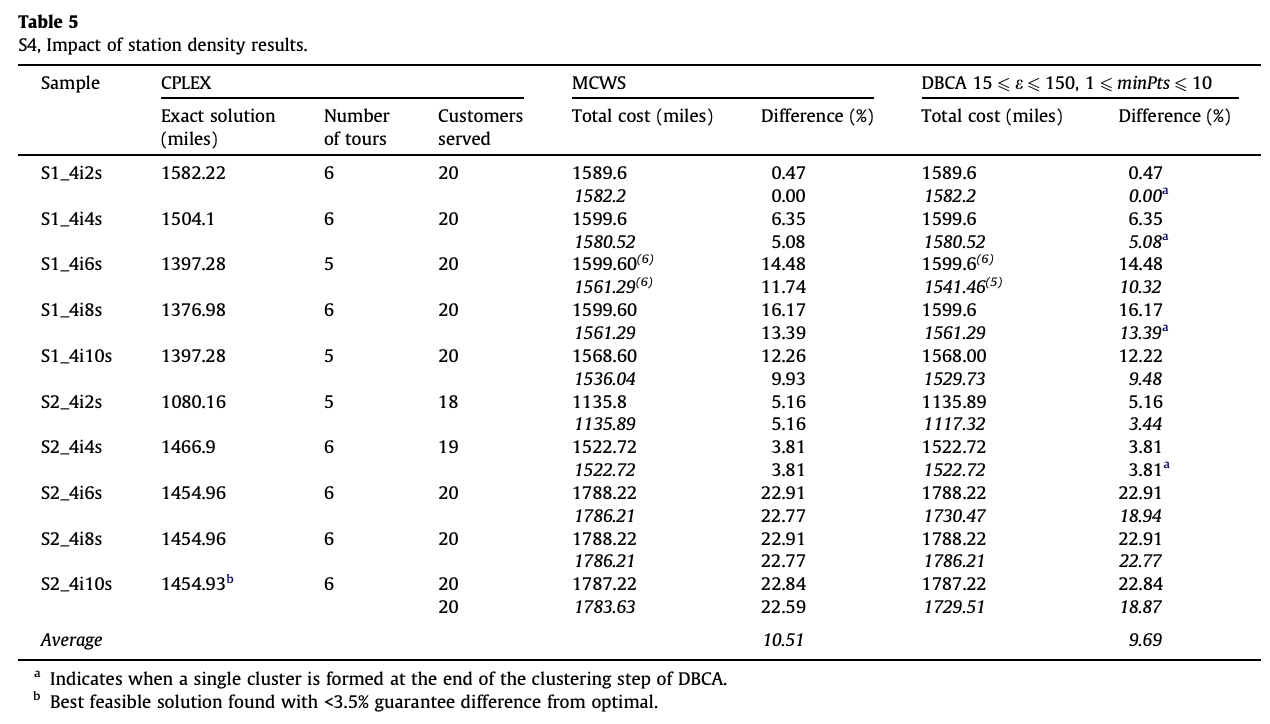 Table 5
S4, Impact of station density results.
Sample CPLEX MCWS DBCA 15 ⩽ ε ⩽ 150, 1 ⩽ minPts ⩽ 10
Exact solution (miles) Number of tours Customers served Total cost (miles) Difference (%) Total cost (miles) Difference (%)
S1_4i2s 1582.22 6 20 1589.6 0.47 1589.6 0.47
1582.2 0.00 1582.2 0.00a
S1_4i4s 1504.1 6 20 1599.6 6.35 1599.6 6.35
1580.52 5.08 1580.52 5.08a
S1_4i6s 1397.28 5 20 1599.60(6) 14.48 1599.6(6) 14.48
1561.29(6) 11.74 1541.46(5) 10.32
S1_4i8s 1376.98 6 20 1599.60 16.17 1599.6 16.17
1561.29 13.39 1561.29 13.39a
S1_4i10s 1397.28 5 20 1568.60 12.26 1568.00 12.22
1536.04 9.93 1529.73 9.48
S2_4i2s 1080.16 5 18 1135.8 5.16 1135.89 5.16
1135.89 5.16 1117.32 3.44
S2_4i4s 1466.9 6 19 1522.72 3.81 1522.72 3.81
1522.72 3.81 1522.72 3.81a
S2_4i6s 1454.96 6 20 1788.22 22.91 1788.22 22.91
1786.21 22.77 1730.47 18.94
S2_4i8s 1454.96 6 20 1788.22 22.91 1788.22 22.91
1786.21 22.77 1786.21 22.77
S2_4i10s 1454.93b 6 20 1787.22 22.84 1787.22 22.84
20 1783.63 22.59 1729.51 18.87
Average 10.51 9.69
a Indicates when a single cluster is formed at the end of the clustering step of DBCA.
b Best feasible solution found with <3.5% guarantee difference from optimal.